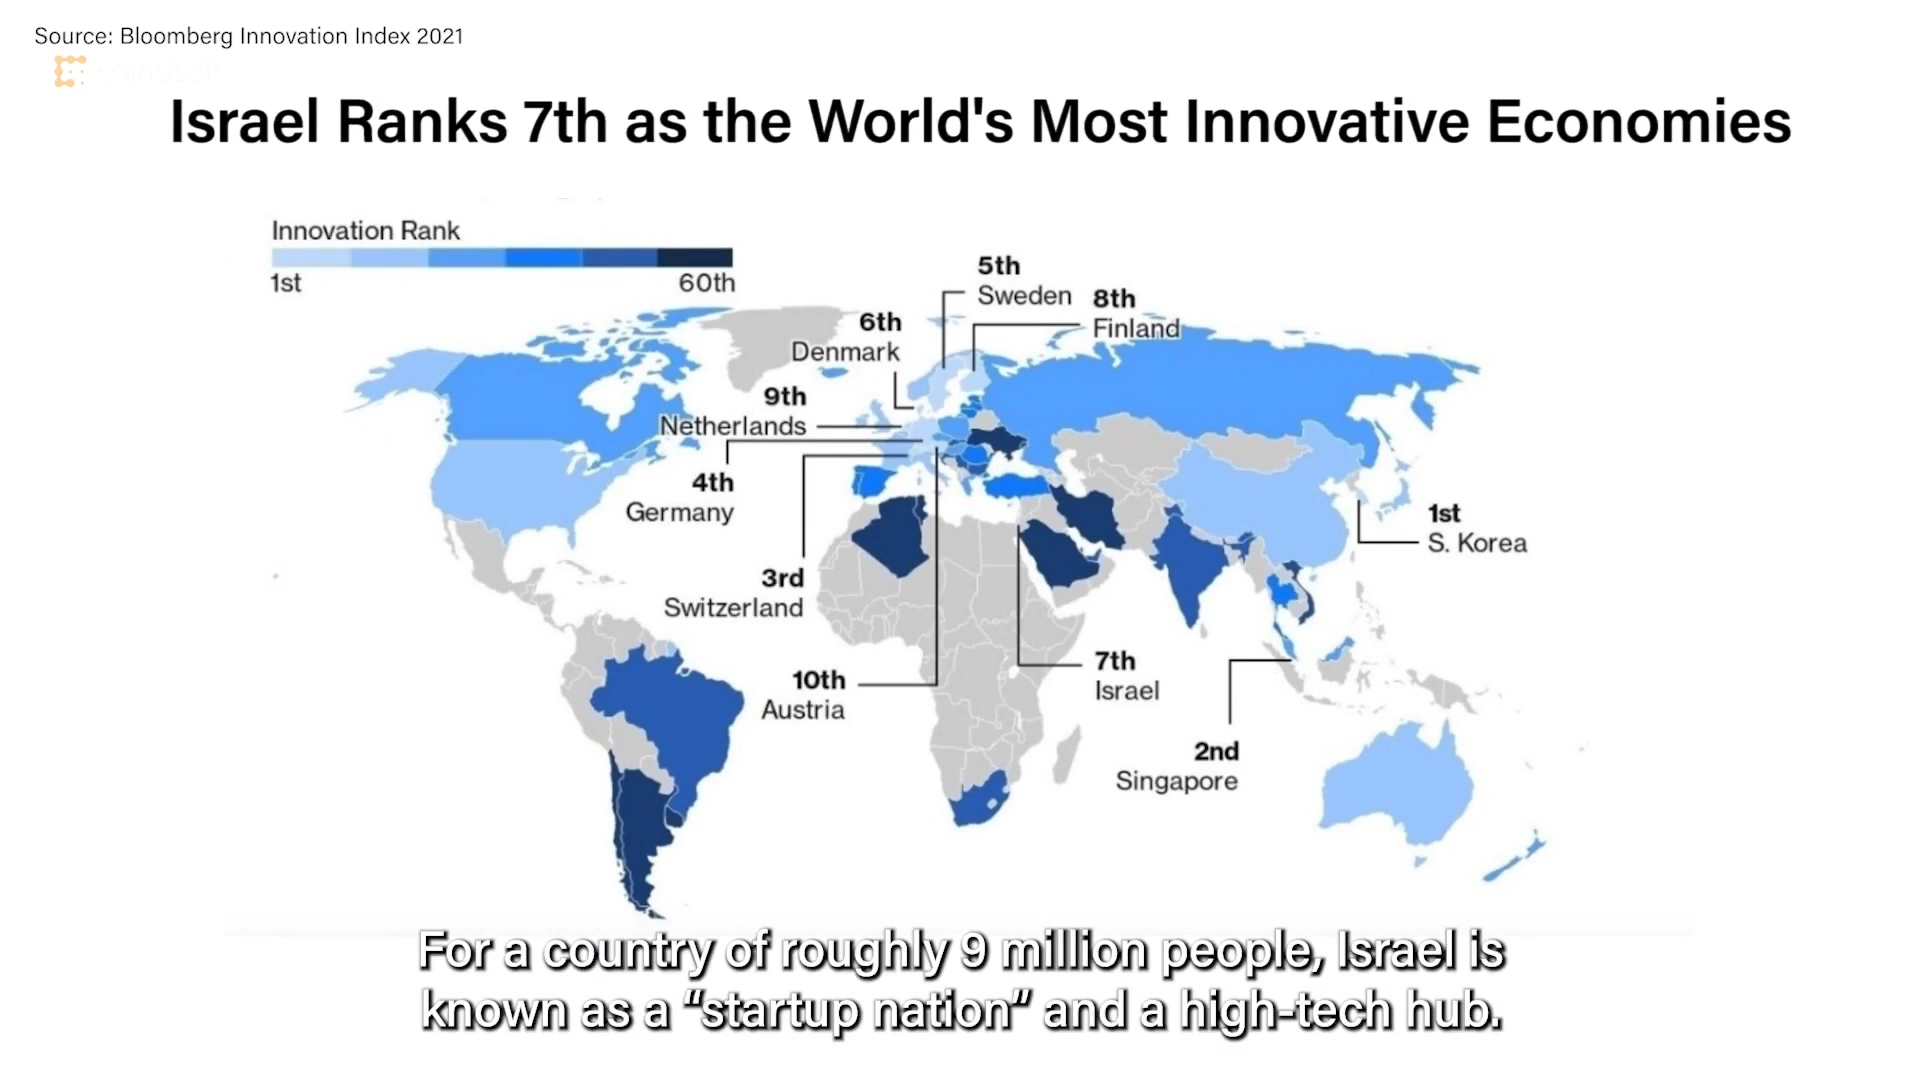 Source: Bloomberg Innovation Index 2021
coindesk
Israel Ranks 7th as the World's Most Innovative Economies
Innovation Rank
1st
60th
5th
Sweden
8th
Finland
6th
Denmark
9th
Netherlands
4th
Germany
1st
S. Korea
3rd
Switzerland
7th
Israel
10th
Austria
2nd
Singapore
For a country of roughly 9 million people, Israel is
known as a “startup nation” and a high-tech hub.